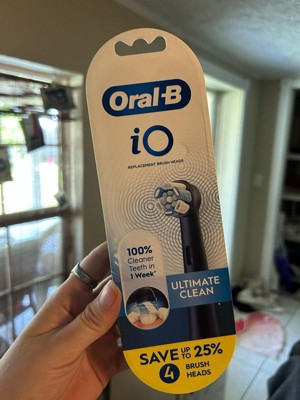 Oral-B
iO
REPLACEMENT BRUSH HEADS
100%
Cleaner
Teeth in
1 Week*
ULTIMATE
CLEAN
SAVE UP TO 25%
4 BRUSH
HEADS